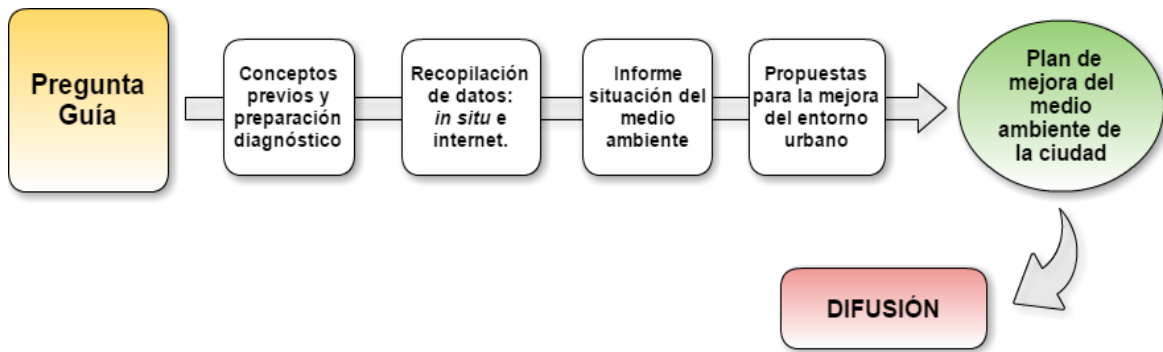 Pregunta
Guía
Conceptos
previos y
preparación
diagnóstico
Recopilación
de datos:
in situ e
internet.
Informe
situación del
medio
ambiente
Propuestas
para la mejora
del entorno
urbano
Plan de
mejora del
medio
ambiente de
la ciudad
DIFUSIÓN